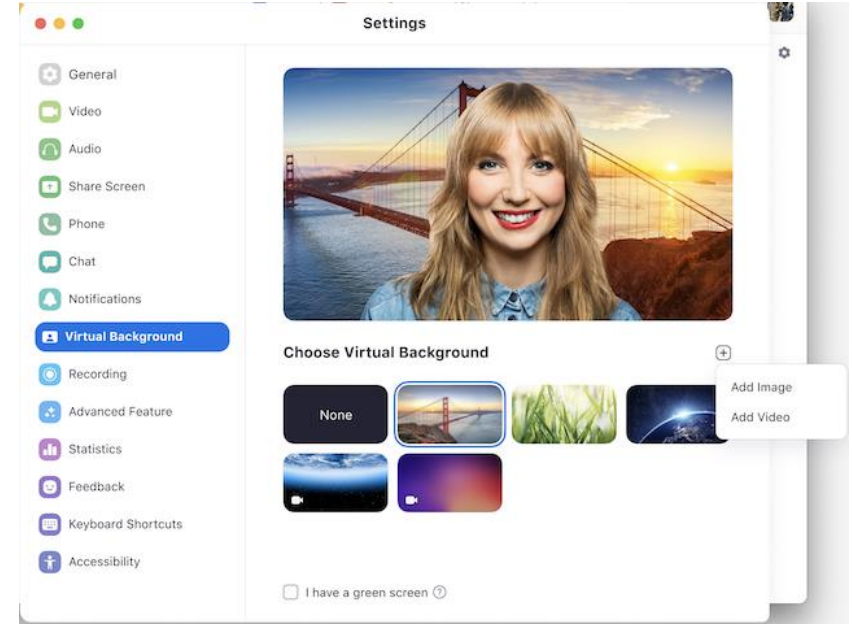 Settings
General
Video
Audio
Share Screen
Phone
Chat
Notifications
Virtual Background
Recording
Advanced Feature
Statistics
Feedback
Keyboard Shortcuts
Accessibility
Choose Virtual Background
Add Image
Add Video
None
I have a green screen ?